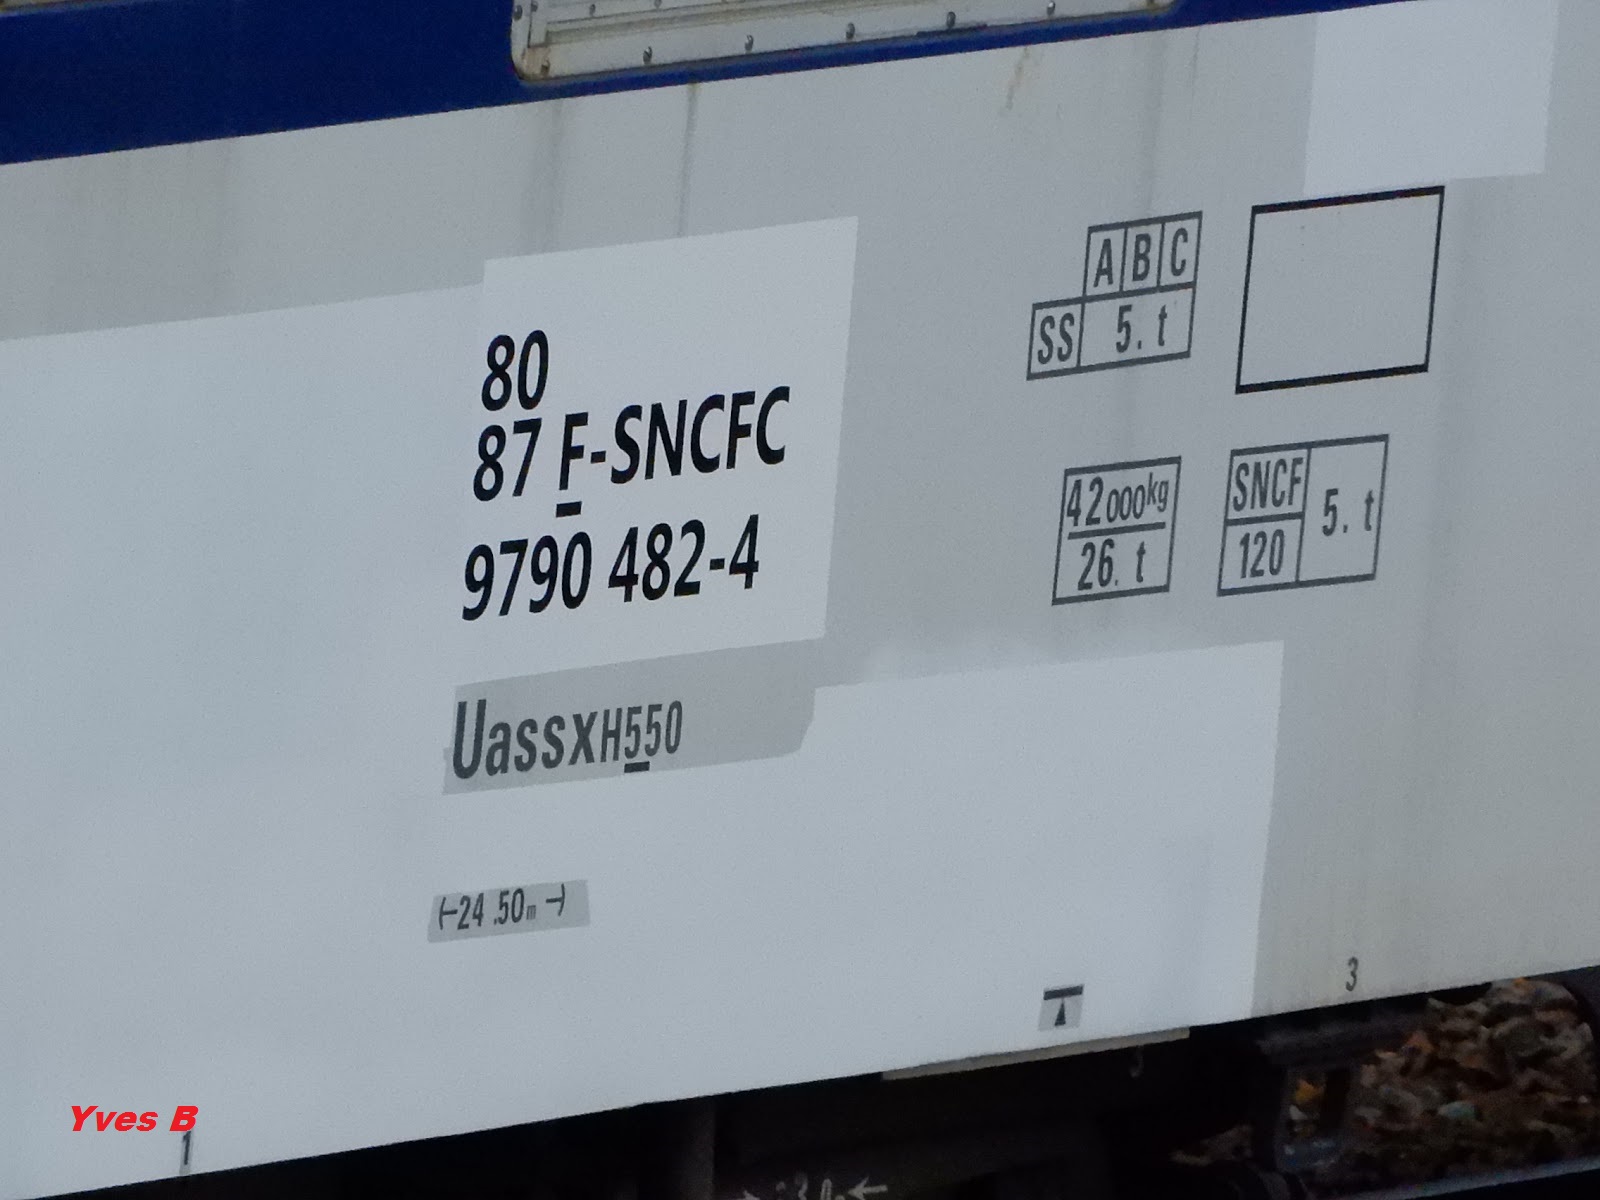 80
87 F-SNCFC
9790 482-4
UassxH550
24.50m
A B C
SS 5. t
42000kg
26. t
SNCF
120
5. t
3
1
Yves B